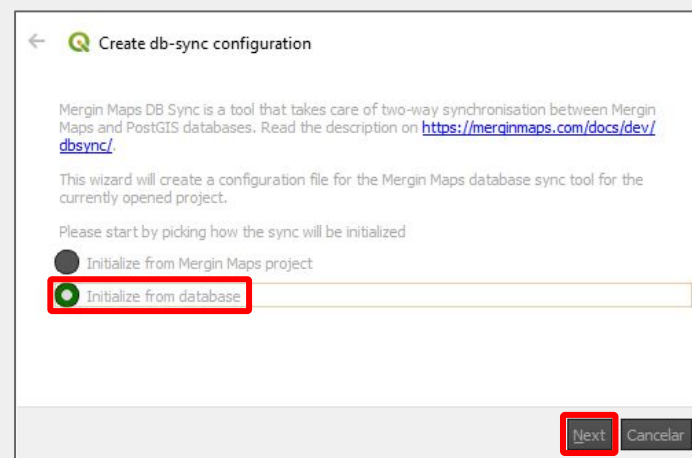 Create db-sync configuration
Mergin Maps DB Sync is a tool that takes care of two-way synchronisation between Mergin
Maps and PostGIS databases. Read the description on https://merginmaps.com/docs/dev/
dbsync/.
This wizard will create a configuration file for the Mergin Maps database sync tool for the
currently opened project.
Please start by picking how the sync will be initialized
Initialize from Mergin Maps project
Initialize from database
Next Cancelar